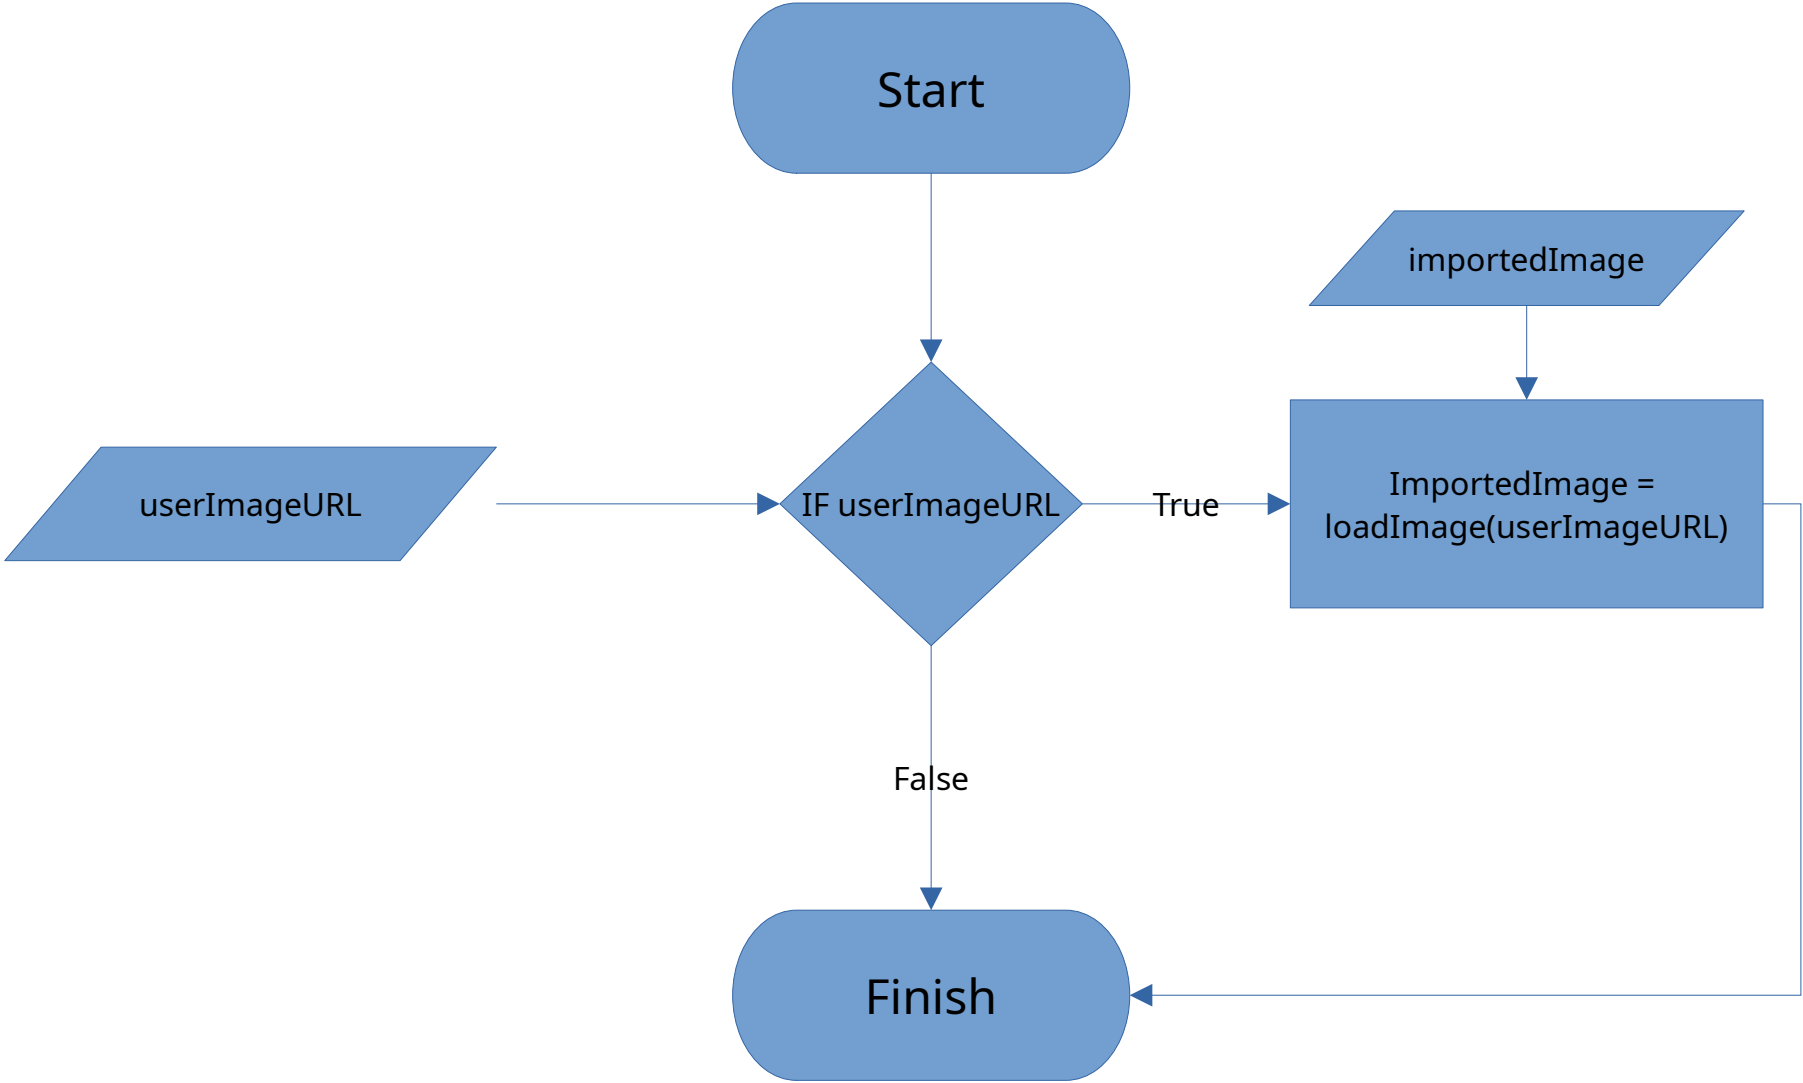 Start
importedImage
userImageURL
IF userImageURL
True
ImportedImage =
loadImage(userImageURL)
False
Finish